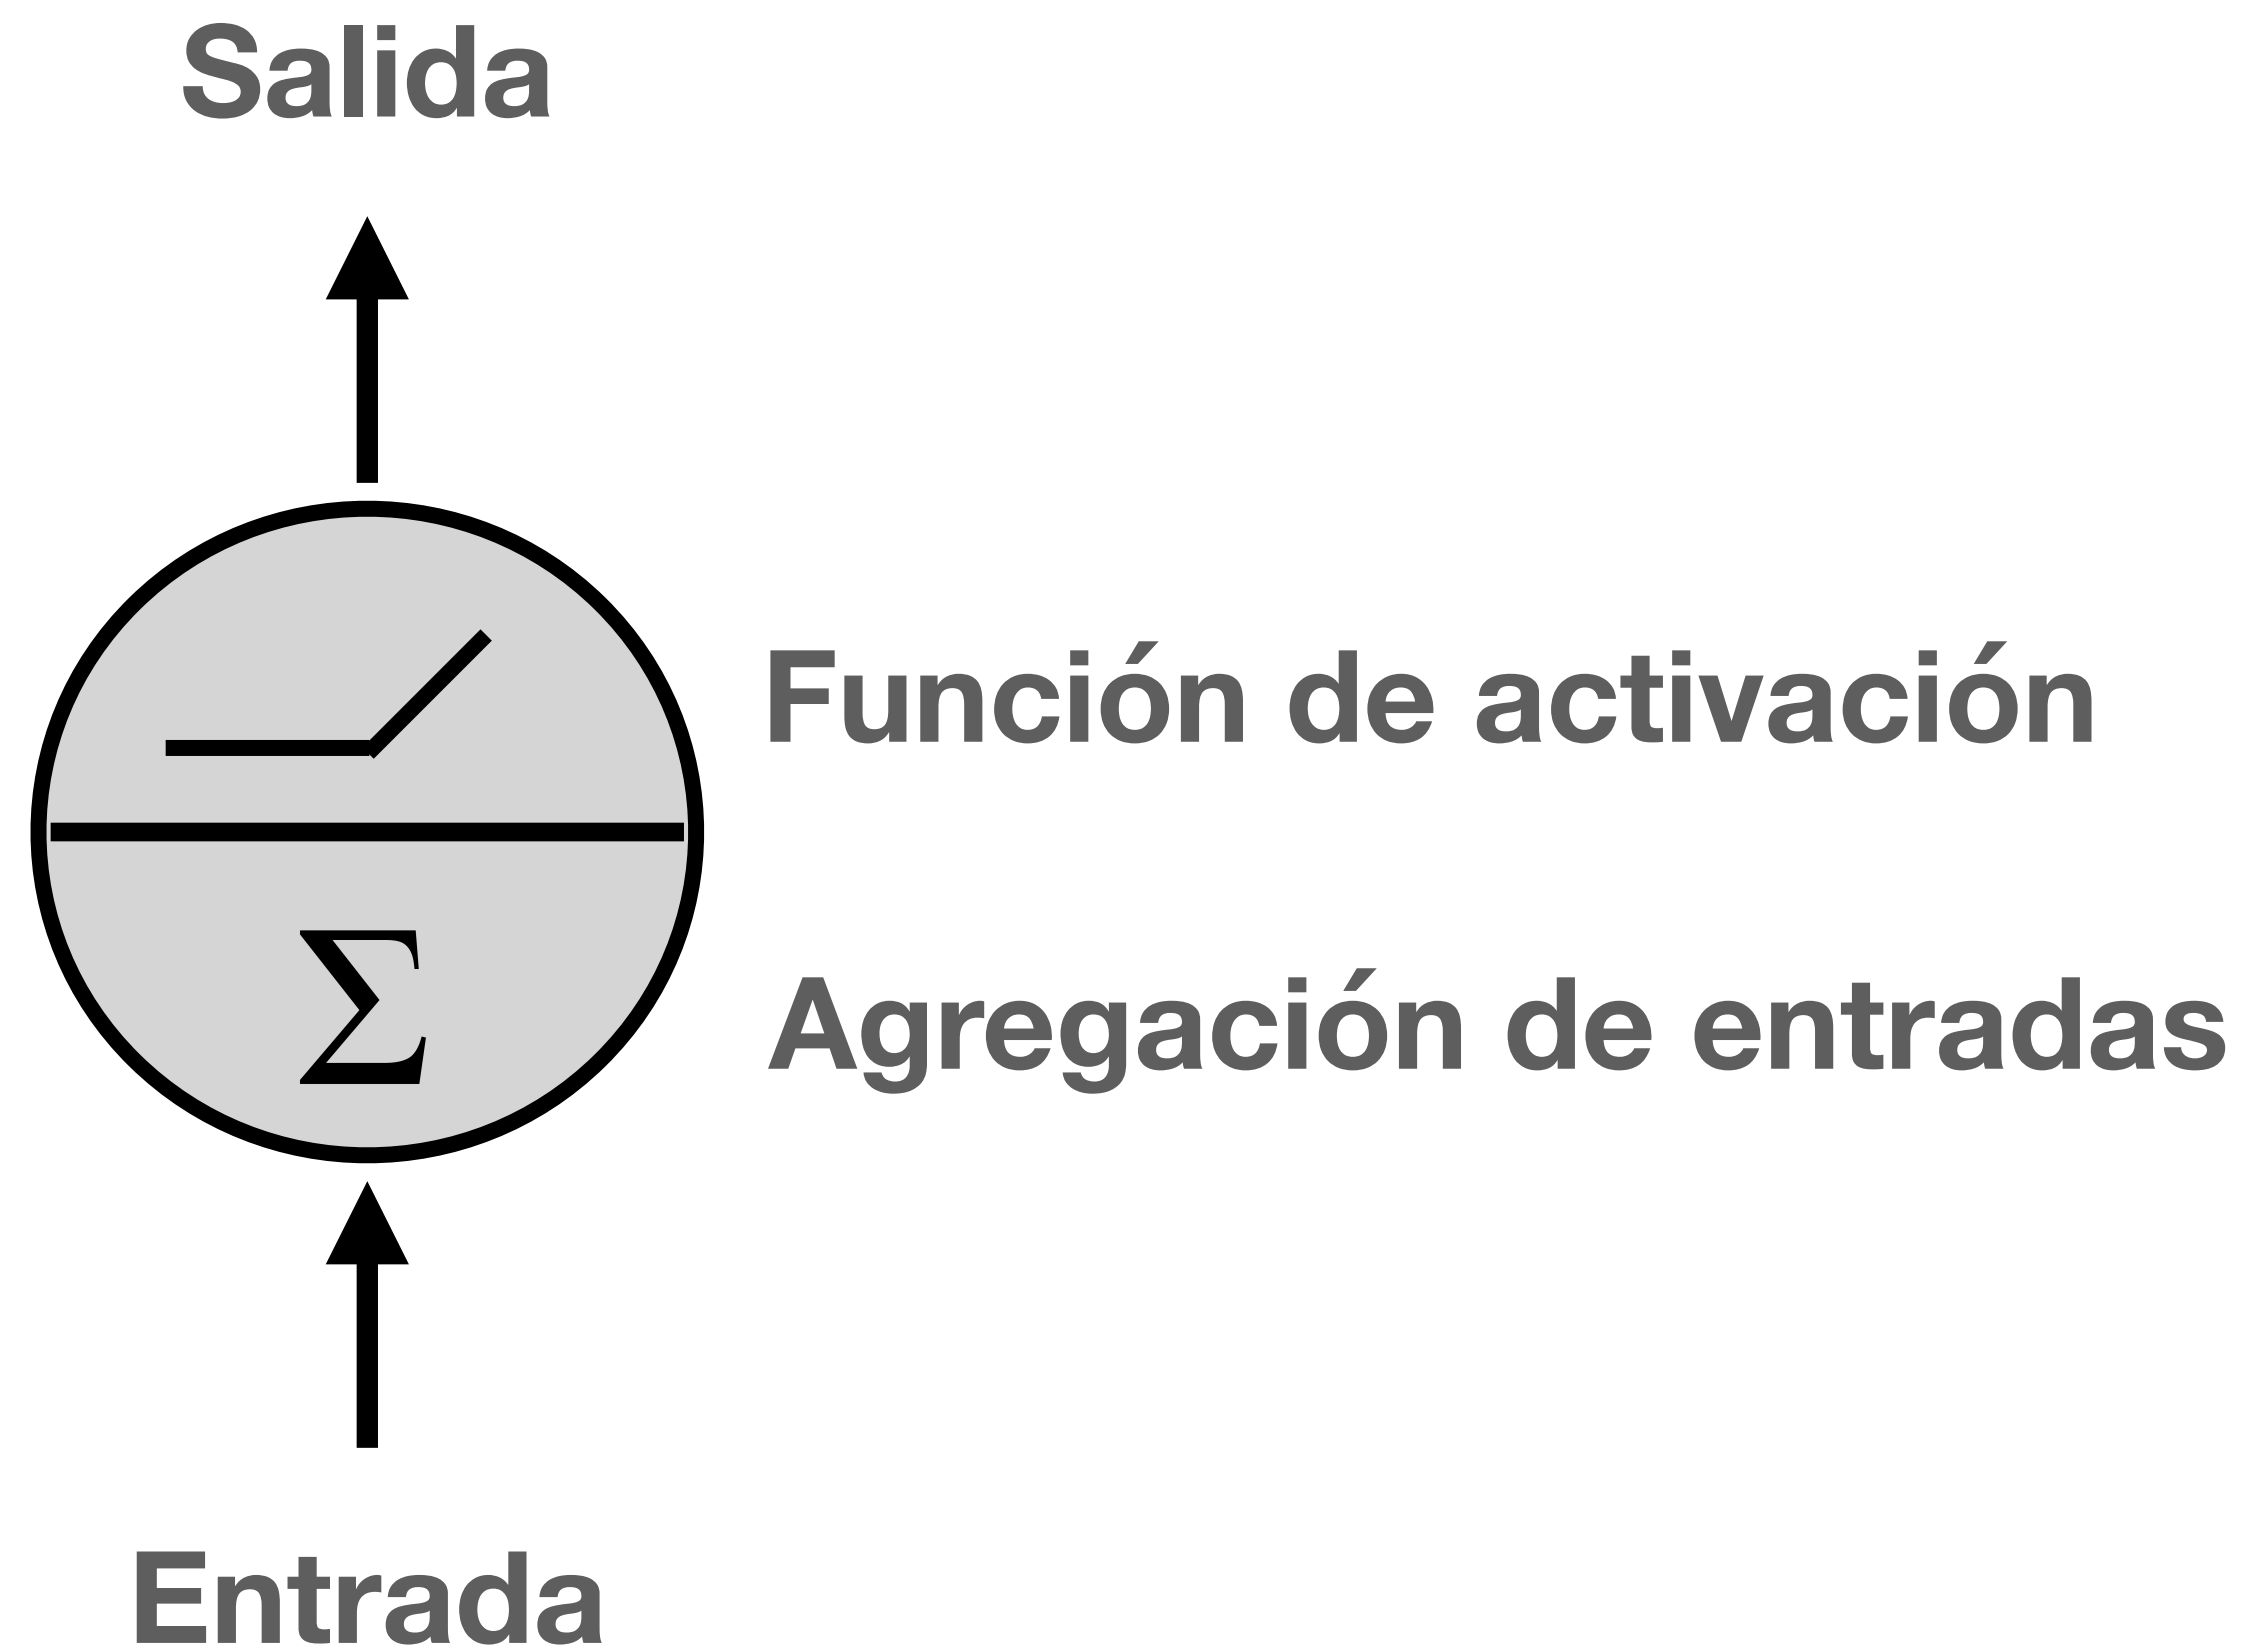 Salida
Función de activación
Σ
Agregación de entradas
Entrada